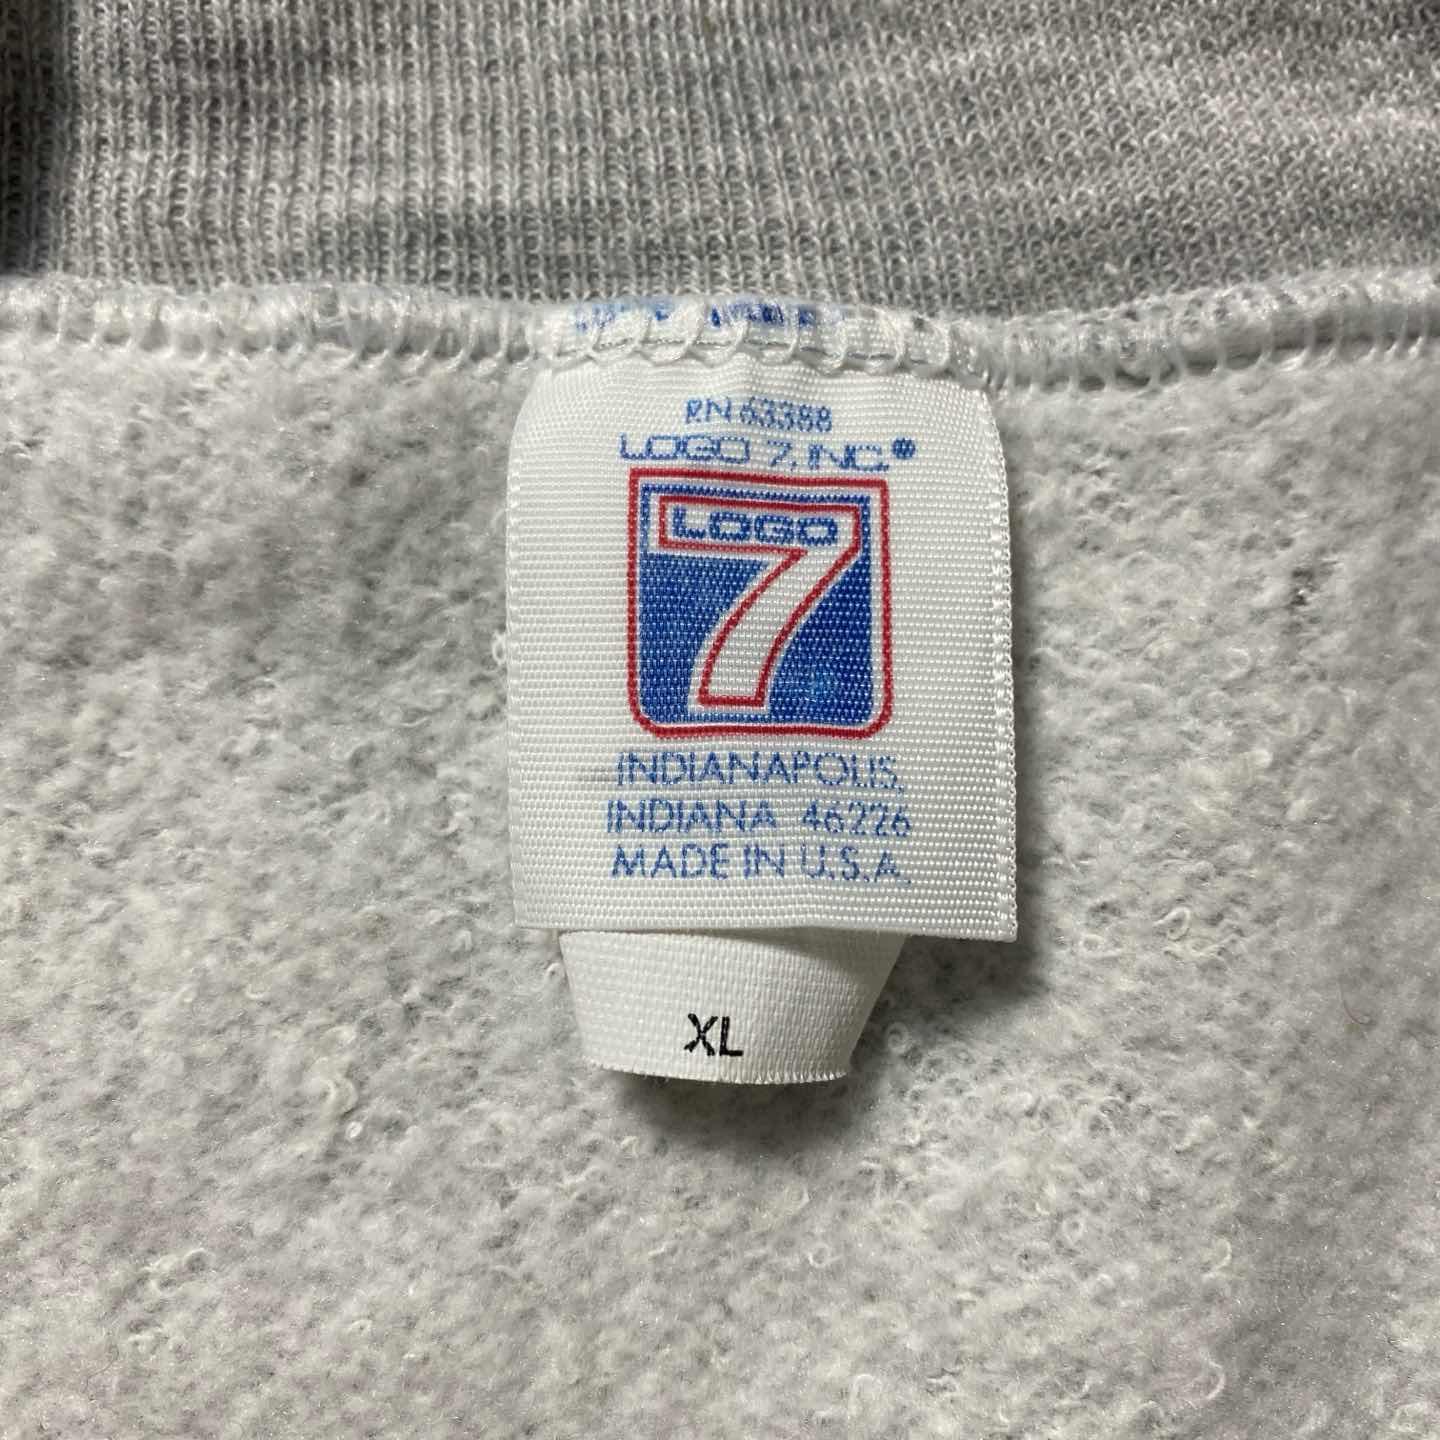 RN 63388
LOGO 7, INC.®
LOGO
7
INDIANAPOLIS,
INDIANA 46226
MADE IN U.S.A.
XL